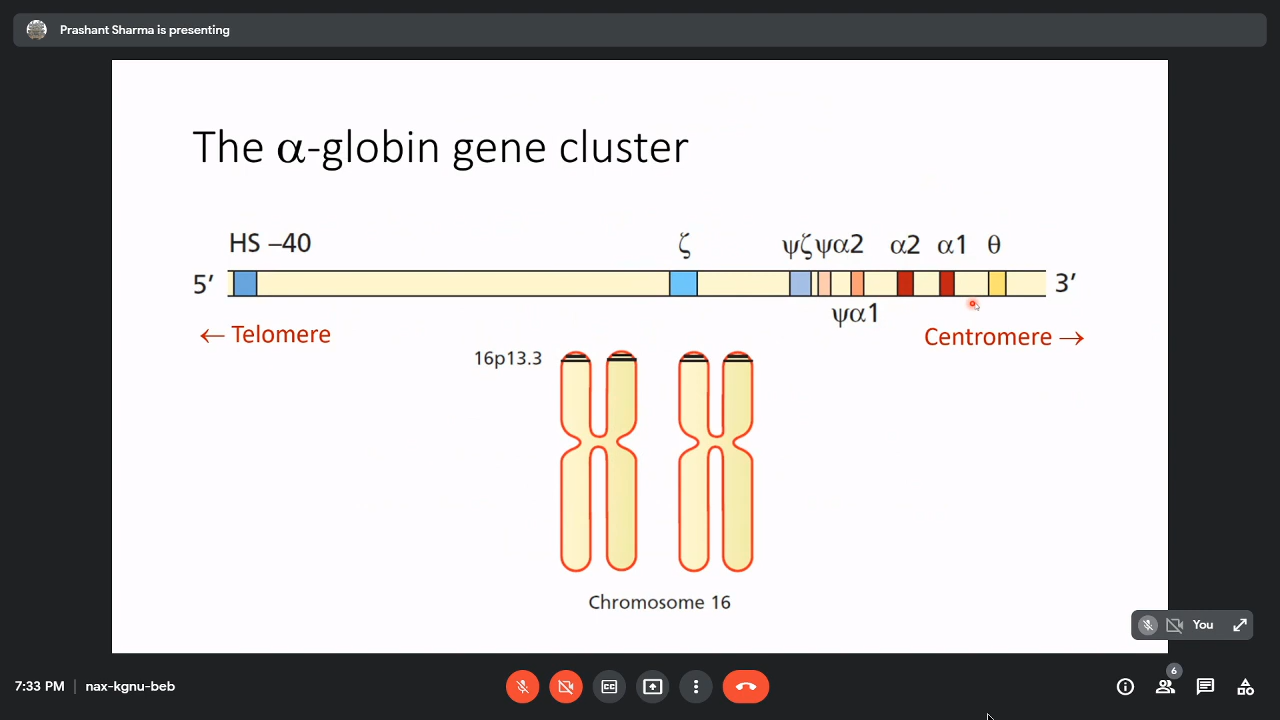 Prashant Sharma is presenting
The α-globin gene cluster
HS –40 ζ ψζ ψα2 α2 α1 θ
5′ 3′
ψα1
← Telomere Centromere →
16p13.3
Chromosome 16
You
7:33 PM | nax-kgnu-beb
CC
6